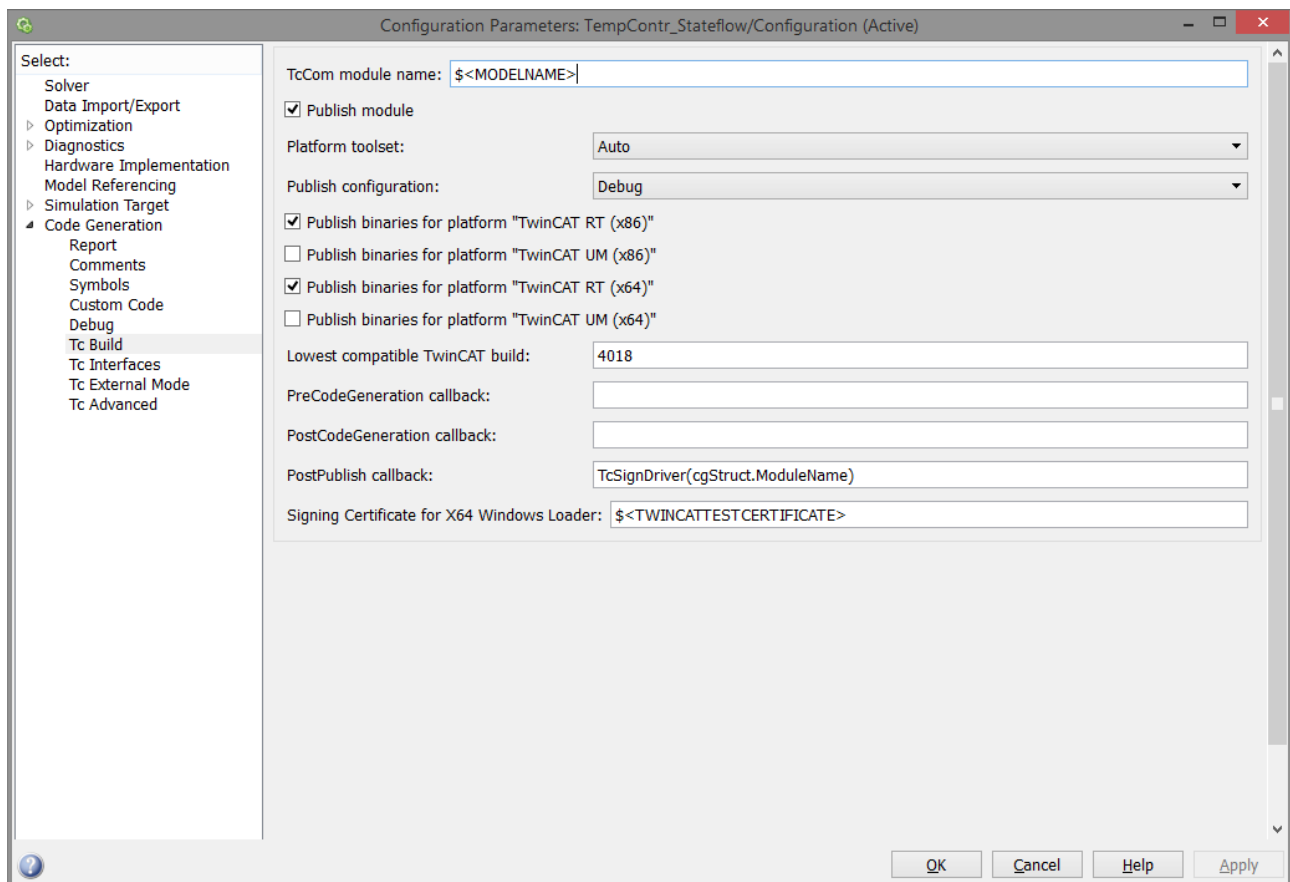 Configuration Parameters: TempContr_Stateflow/Configuration (Active)
Select:
Solver
Data Import/Export
Optimization
Diagnostics
Hardware Implementation
Model Referencing
Simulation Target
Code Generation
Report
Comments
Symbols
Custom Code
Debug
Tc Build
Tc Interfaces
Tc External Mode
Tc Advanced
TcCom module name: $<MODELNAME>
Publish module
Platform toolset: Auto
Publish configuration: Debug
Publish binaries for platform "TwinCAT RT (x86)"
Publish binaries for platform "TwinCAT UM (x86)"
Publish binaries for platform "TwinCAT RT (x64)"
Publish binaries for platform "TwinCAT UM (x64)"
Lowest compatible TwinCAT build: 4018
PreCodeGeneration callback:
PostCodeGeneration callback:
PostPublish callback: TcSignDriver(cgStruct.ModuleName)
Signing Certificate for X64 Windows Loader: $<TWINCATTESTCERTIFICATE>
OK Cancel Help Apply